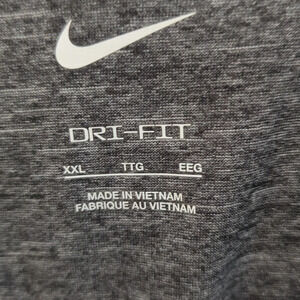 DRI-FIT
XXL TTG EEG
MADE IN VIETNAM
FABRIQUE AU VIETNAM